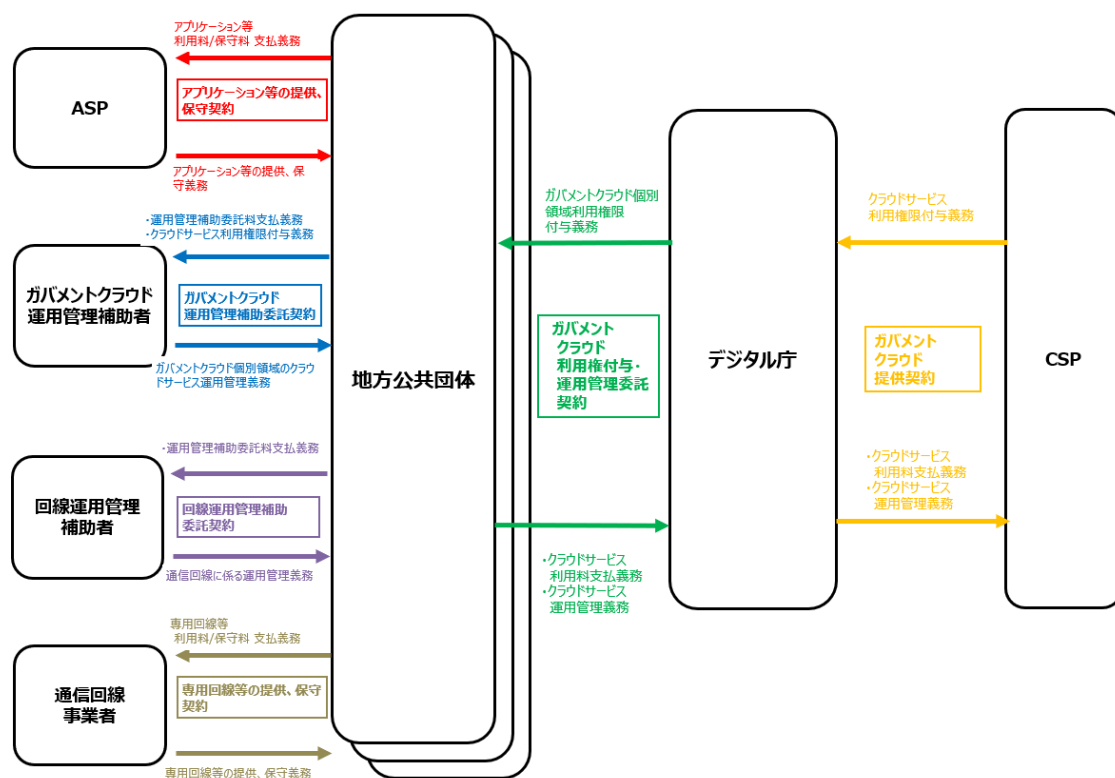 アプリケーション等
利用料/保守料 支払義務
ASP
アプリケーション等の提供、
保守契約
アプリケーション等の提供、保
守義務
・運用管理補助委託料支払義務
・クラウドサービス利用権限付与義務
ガバメントクラウド
運用管理補助者
ガバメントクラウド
運用管理補助委託契約
ガバメントクラウド個別領域のクラウ
ドサービス運用管理義務
・運用管理補助委託料支払義務
回線運用管理
補助者
回線運用管理補助
委託契約
通信回線に係る運用管理義務
専用回線等
利用料/保守料 支払義務
通信回線
事業者
専用回線等の提供、保守
契約
専用回線等の提供、保守義務
地方公共団体
ガバメントクラウド個別
領域利用権限
付与義務
ガバメント
クラウド
利用権付与・
運用管理委託
契約
・クラウドサービス
利用料支払義務
・クラウドサービス
運用管理義務
デジタル庁
クラウドサービス
利用権限付与義務
ガバメント
クラウド
提供契約
・クラウドサービス
利用料支払義務
・クラウドサービス
運用管理義務
CSP